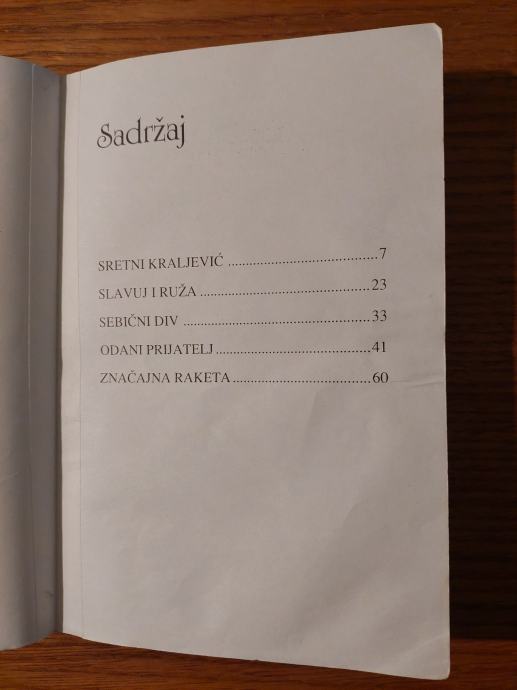 Sadržaj
SRETNI KRALJEVIĆ ........................................7
SLAVUJ I RUŽA ..............................................23
SEBIČNI DIV ..................................................33
ODANI PRIJATELJ..........................................41
ZNAČAJNA RAKETA .....................................60